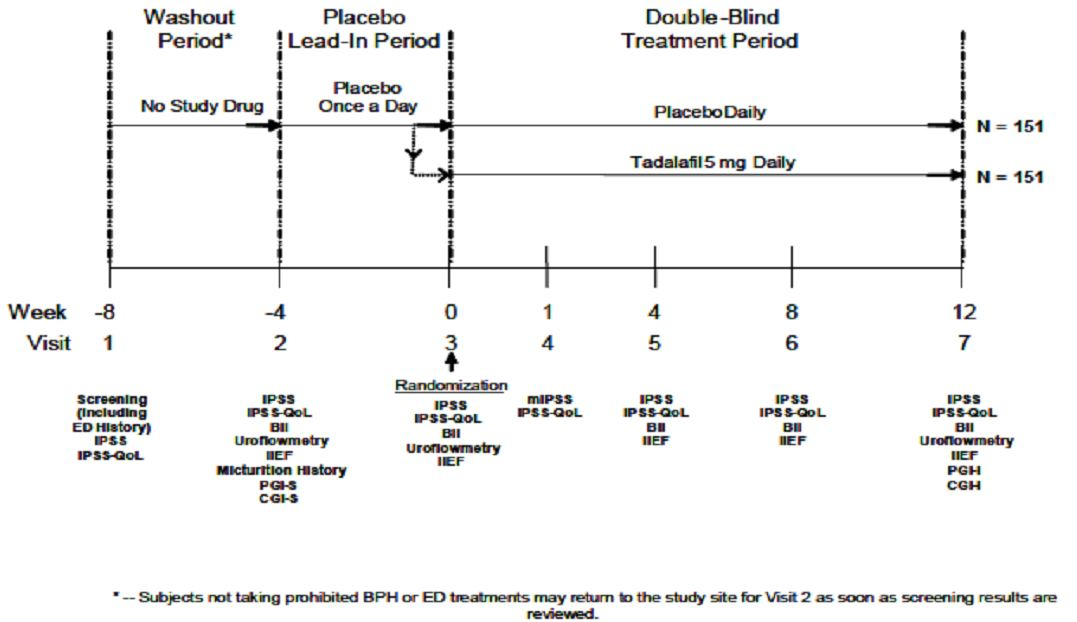 Washout
Period*
Placebo
Lead-In Period
Double-Blind
Treatment Period
No Study Drug
Placebo
Once a Day
Placebo Daily
N = 151
Tadalafil 5 mg Daily
N = 151
Week -8 -4 0 1 4 8 12
Visit 1 2 3 4 5 6 7
Screening
(Including
ED History)
IPSS
IPSS-QoL
IPSS
IPSS-QoL
BII
Uroflowmetry
IIEF
Micturition History
PGI-S
CGI-S
Randomization
IPSS
IPSS-QoL
BII
Uroflowmetry
IIEF
mIPSS
IPSS-QoL
IPSS
IPSS-QoL
BII
IIEF
IPSS
IPSS-QoL
BII
IIEF
IPSS
IPSS-QoL
BII
Uroflowmetry
IIEF
PGI-I
CGI-I
* -- Subjects not taking prohibited BPH or ED treatments may return to the study site for Visit 2 as soon as screening results are
reviewed.